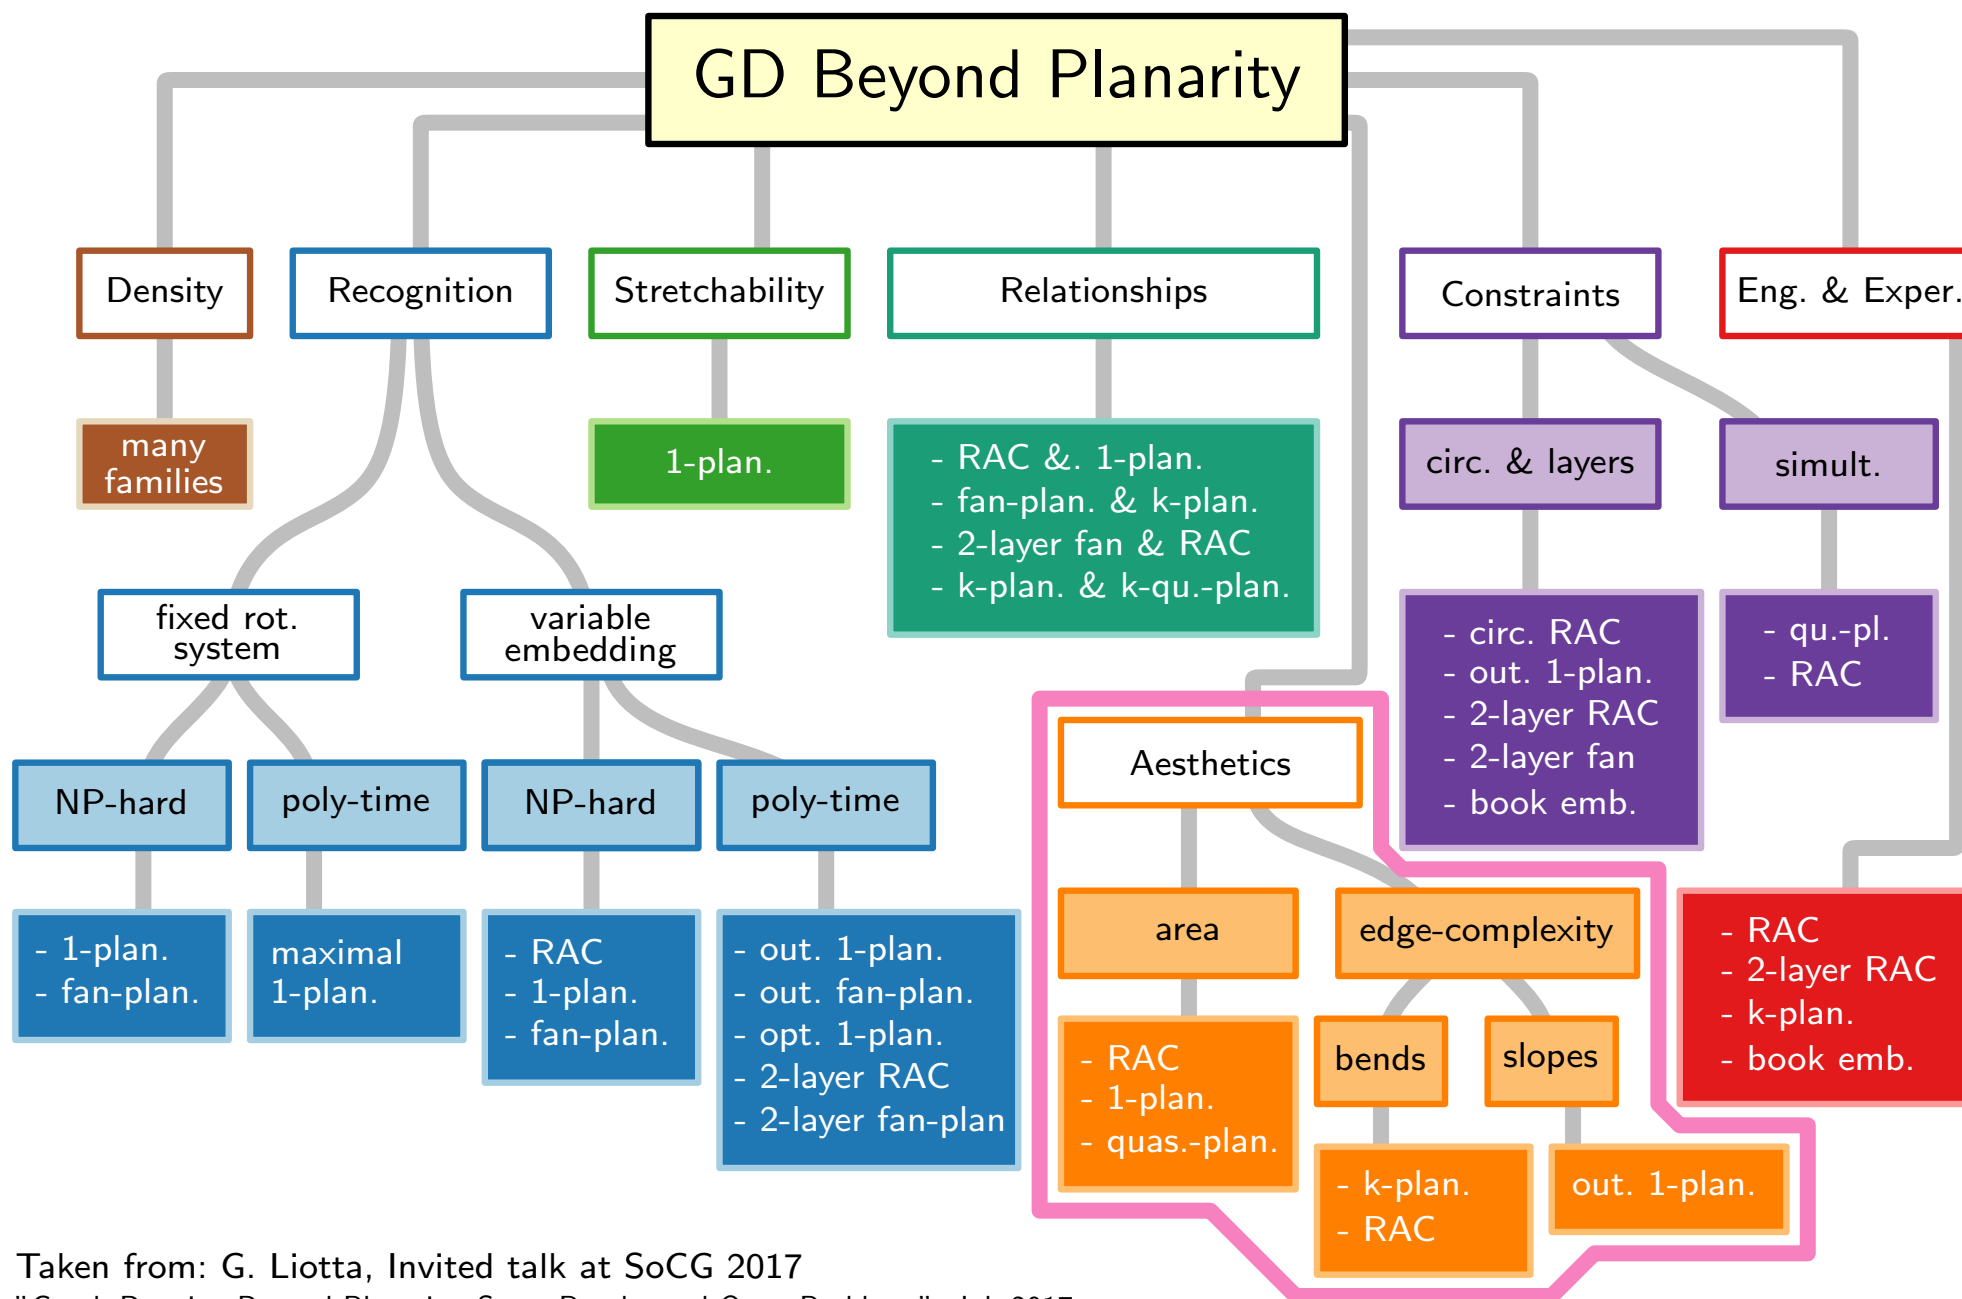 GD Beyond Planarity
Density
Recognition
Stretchability
Relationships
Constraints
Eng. & Exper.
many
families
1-plan.
- RAC &. 1-plan.
- fan-plan. & k-plan.
- 2-layer fan & RAC
- k-plan. & k-qu.-plan.
circ. & layers
simult.
fixed rot.
system
variable
embedding
- circ. RAC
- out. 1-plan.
- 2-layer RAC
- 2-layer fan
- book emb.
- qu.-pl.
- RAC
NP-hard
poly-time
NP-hard
poly-time
Aesthetics
- 1-plan.
- fan-plan.
maximal
1-plan.
- RAC
- 1-plan.
- fan-plan.
- out. 1-plan.
- out. fan-plan.
- opt. 1-plan.
- 2-layer RAC
- 2-layer fan-plan
area
edge-complexity
- RAC
- 2-layer RAC
- k-plan.
- book emb.
- RAC
- 1-plan.
- quas.-plan.
bends
slopes
- k-plan.
- RAC
out. 1-plan.
Taken from: G. Liotta, Invited talk at SoCG 2017